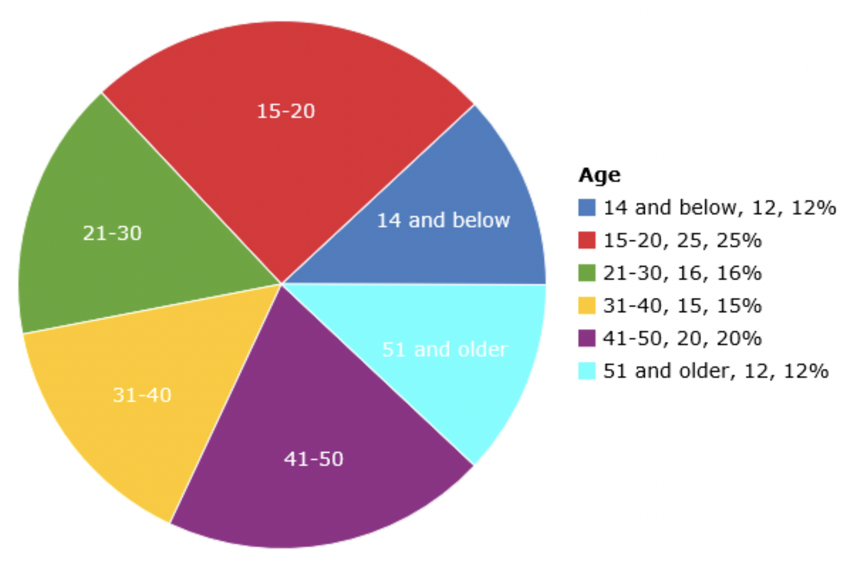 15-20
14 and below
21-30
51 and older
31-40
41-50
Age
14 and below, 12, 12%
15-20, 25, 25%
21-30, 16, 16%
31-40, 15, 15%
41-50, 20, 20%
51 and older, 12, 12%